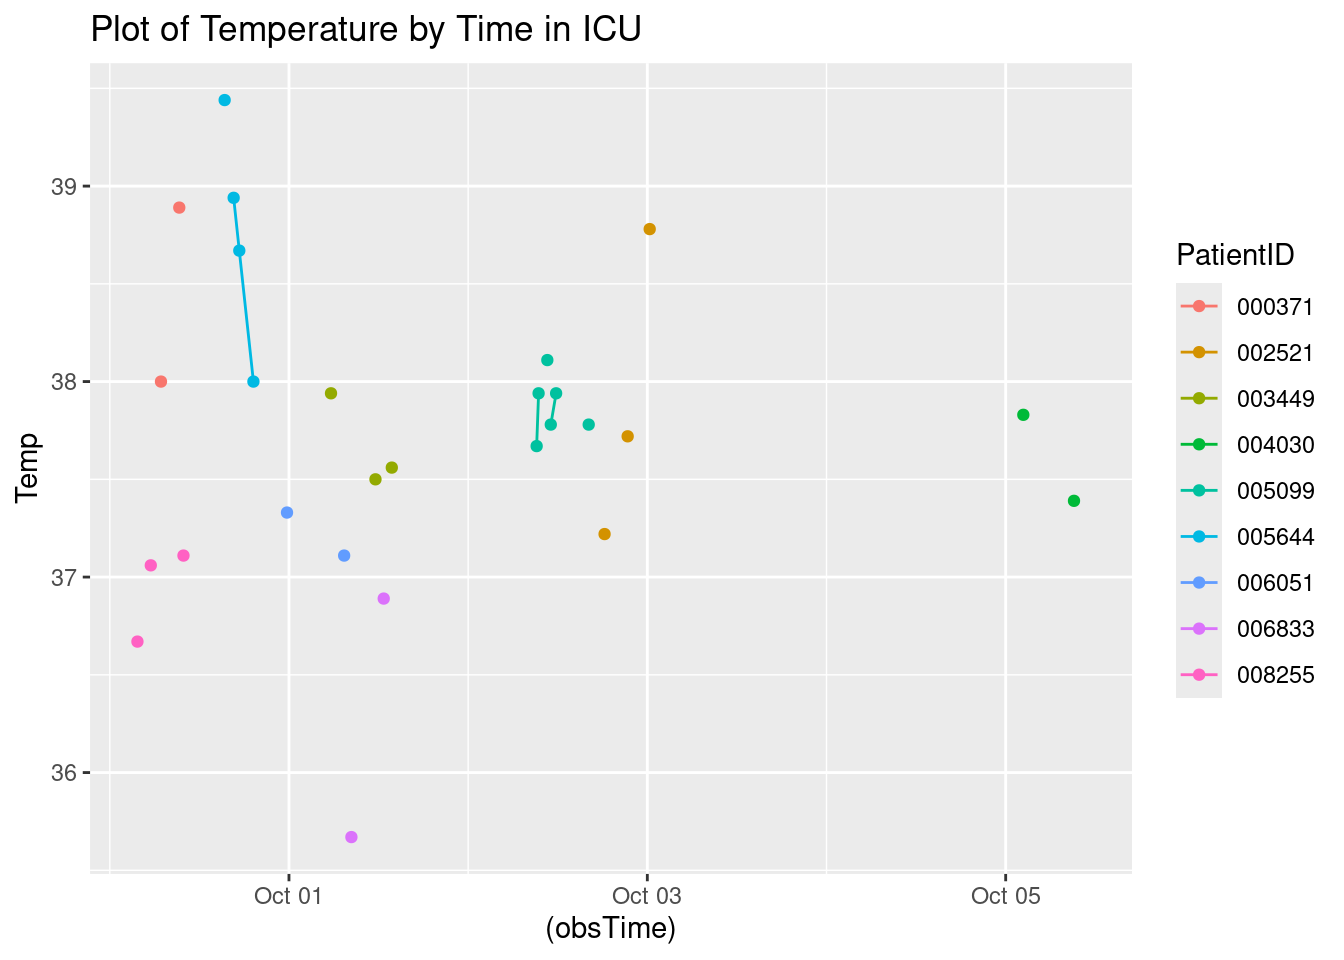 Plot of Temperature by Time in ICU
39
38
37
36
Temp
Oct 01
Oct 03
Oct 05
(obsTime)
PatientID
000371
002521
003449
004030
005099
005644
006051
006833
008255